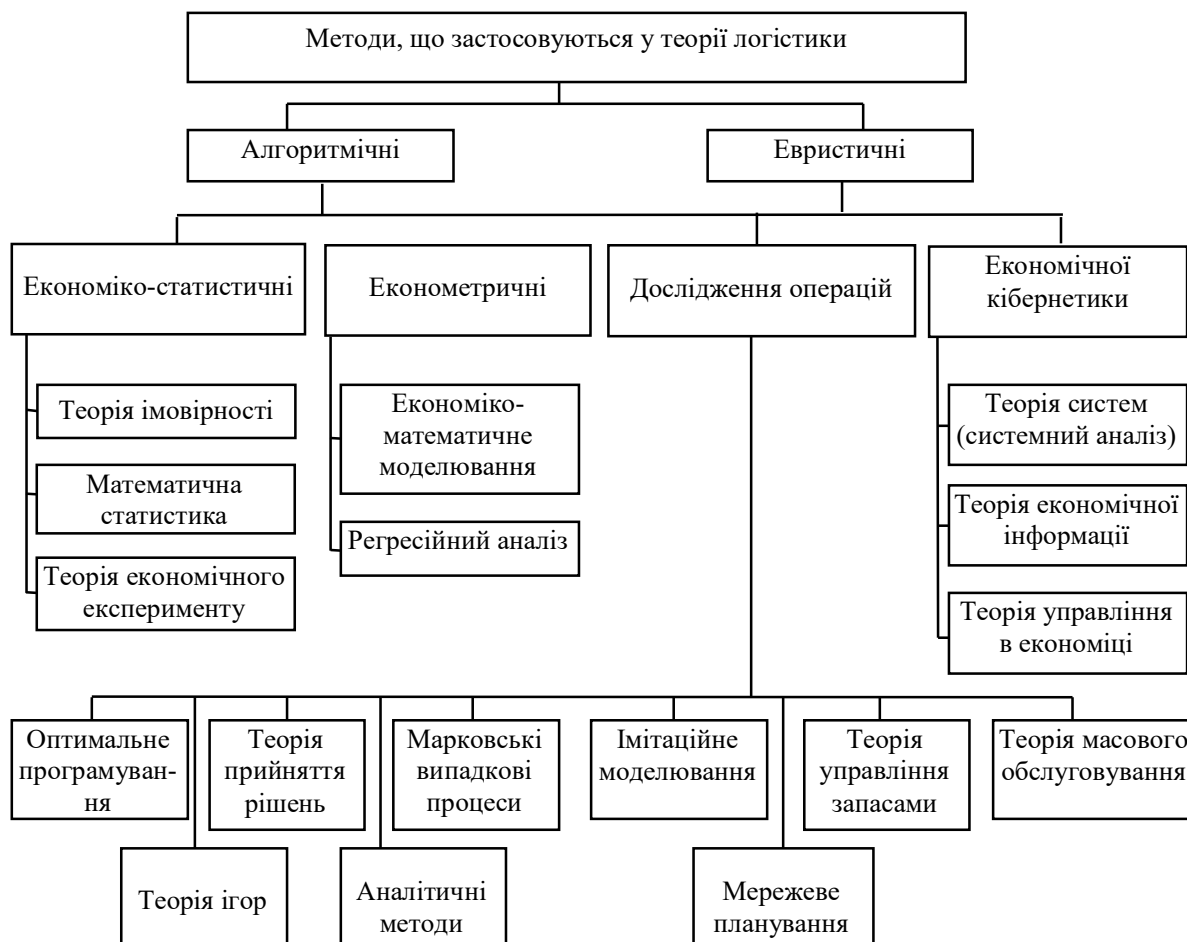 Методи, що застосовуються у теорії логістики
Алгоритмічні
Евристичні
Економіко-статистичні
Економетричні
Дослідження операцій
Економічної
кібернетики
Теорія імовірності
Математична
статистика
Теорія економічного
експерименту
Економіко-
математичне
моделювання
Регресійний аналіз
Теорія систем
(системний аналіз)
Теорія економічної
інформації
Теорія управління
в економіці
Оптимальне
програмуван-
ня
Теорія
прийняття
рішень
Марковські
випадкові
процеси
Імітаційне
моделювання
Теорія
управління
запасами
Теорія масового
обслуговування
Теорія ігор
Аналітичні
методи
Мережеве
планування